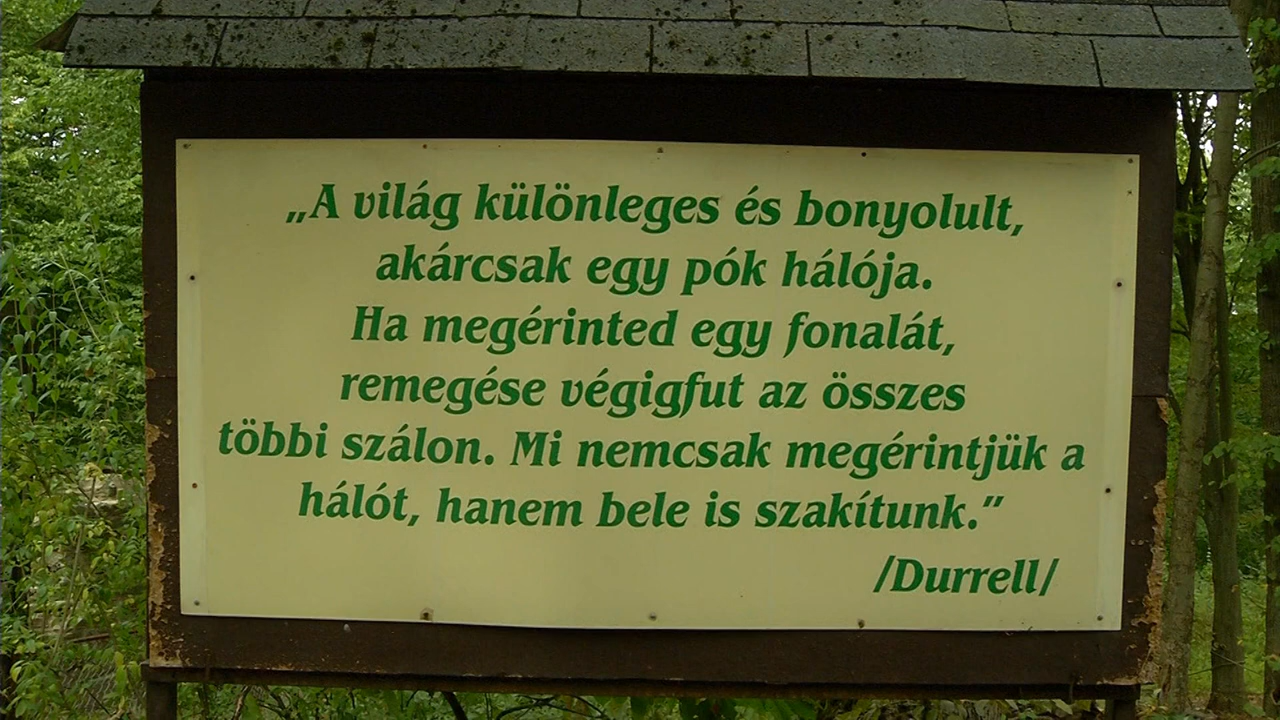 „A világ különleges és bonyolult,
akárcsak egy pók hálója.
Ha megérinted egy fonalát,
remegése végigfut az összes
többi szálon. Mi nemcsak megérintjük a
hálót, hanem bele is szakítunk.”
/Durrell/